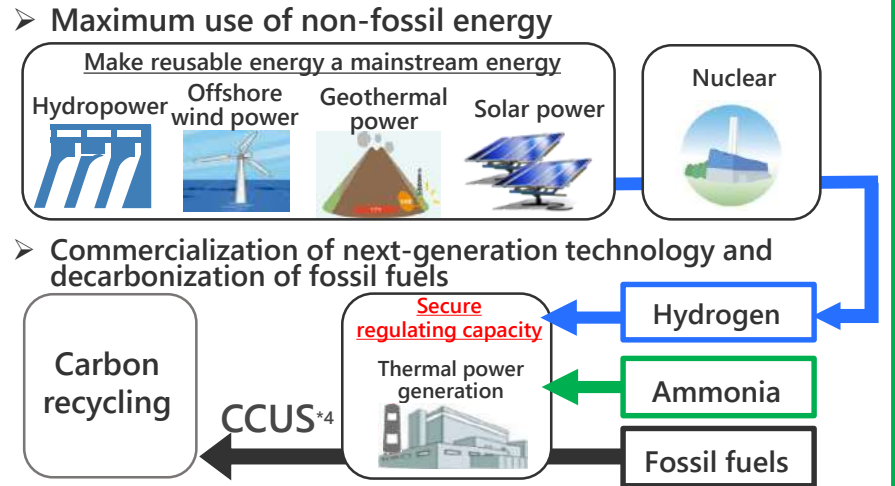 ➢ Maximum use of non-fossil energy
Make reusable energy a mainstream energy
Hydropower
Offshore
wind power
Geothermal
power
Solar power
Nuclear
➢ Commercialization of next-generation technology and
decarbonization of fossil fuels
Carbon
recycling
CCUS*4
Secure
regulating capacity
Thermal power
generation
Hydrogen
Ammonia
Fossil fuels